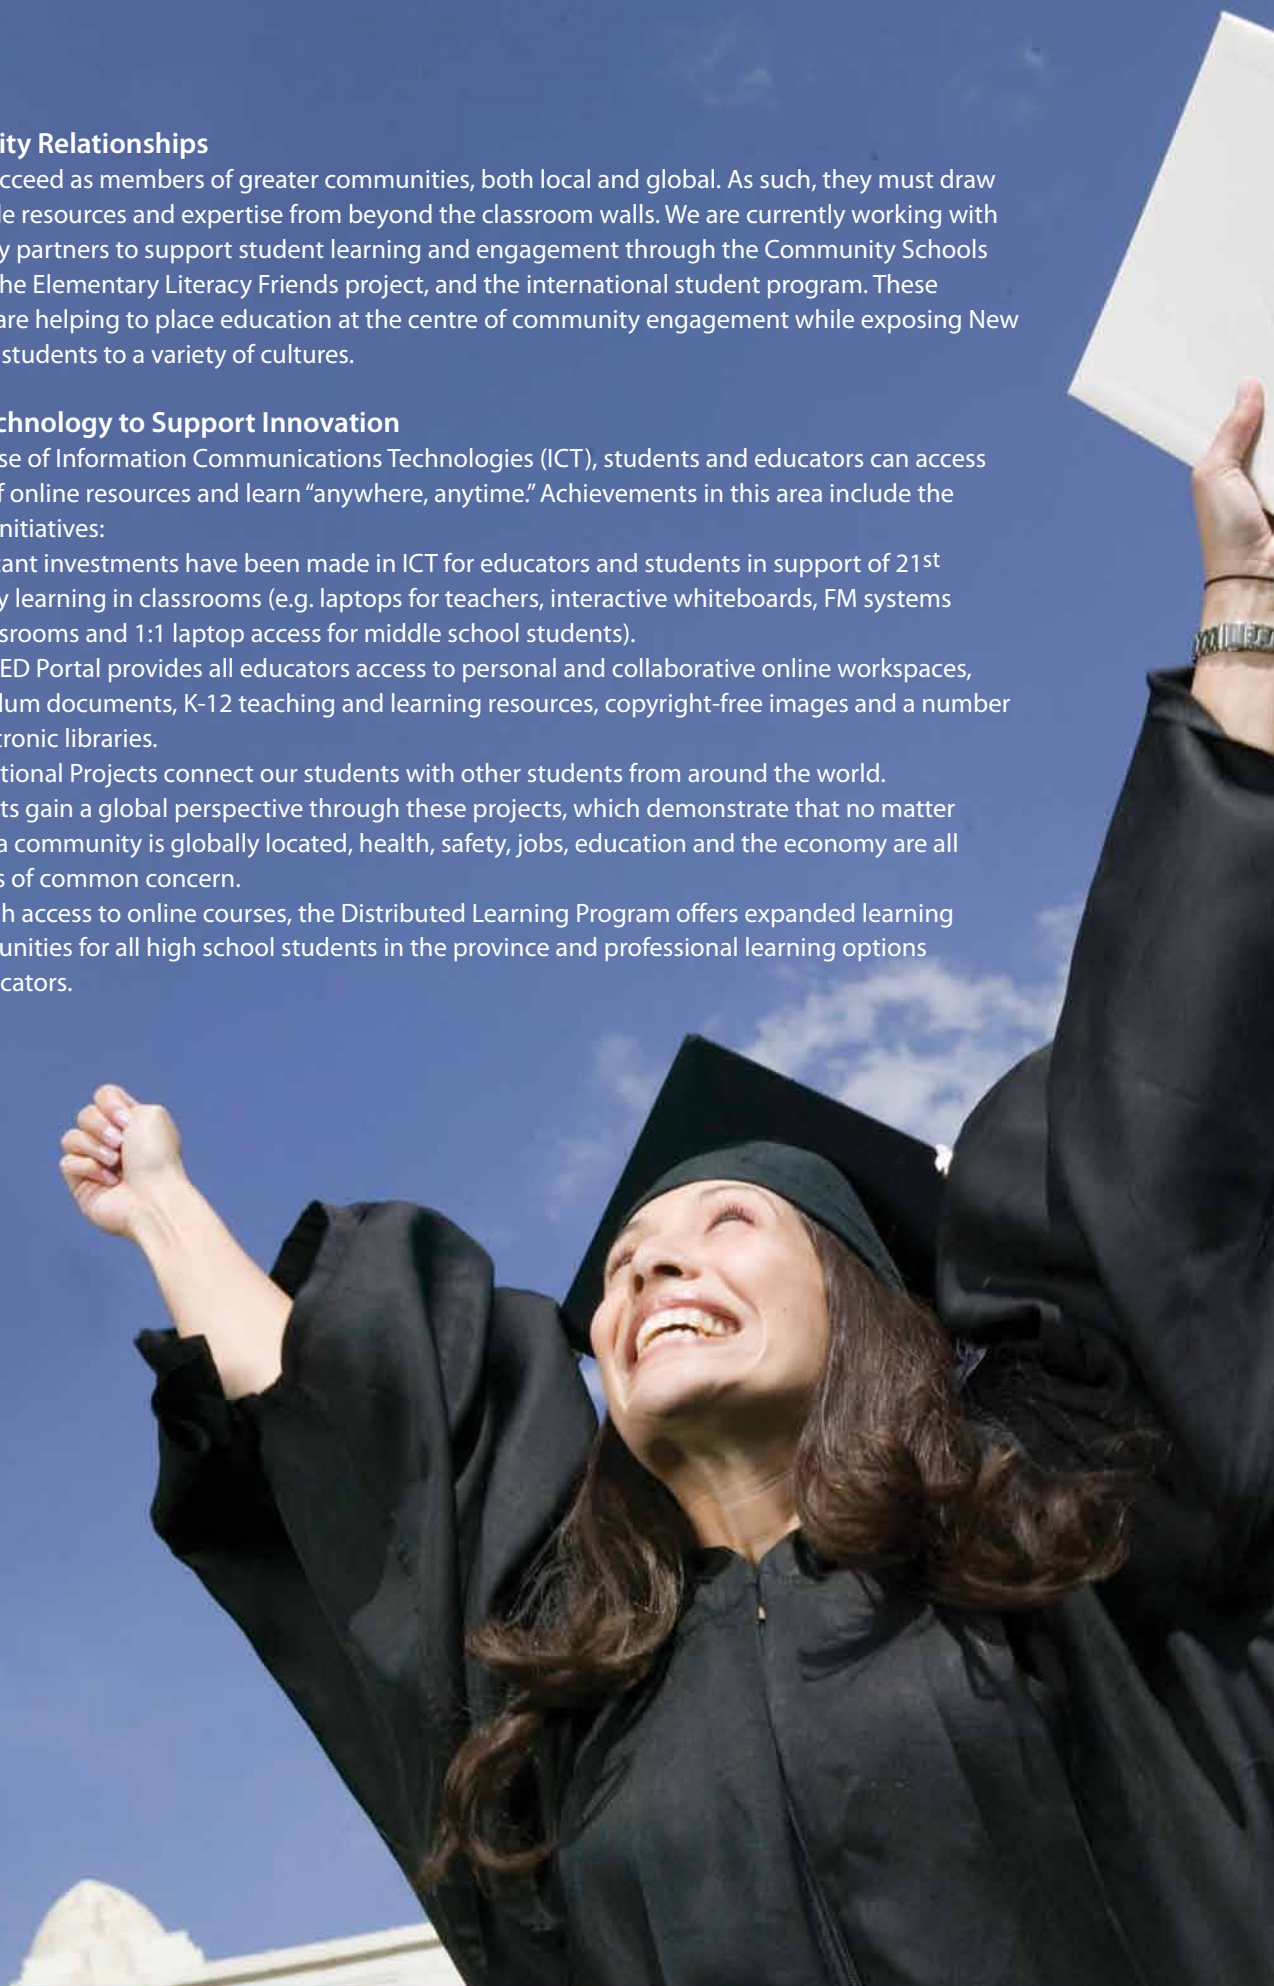 ity Relationships
cceed as members of greater communities, both local and global. As such, they must draw
le resources and expertise from beyond the classroom walls. We are currently working with
y partners to support student learning and engagement through the Community Schools
he Elementary Literacy Friends project, and the international student program. These
are helping to place education at the centre of community engagement while exposing New
students to a variety of cultures.
chnology to Support Innovation
se of Information Communications Technologies (ICT), students and educators can access
f online resources and learn “anywhere, anytime.” Achievements in this area include the
nitiatives:
cant investments have been made in ICT for educators and students in support of 21st
y learning in classrooms (e.g. laptops for teachers, interactive whiteboards, FM systems
ssrooms and 1:1 laptop access for middle school students).
ED Portal provides all educators access to personal and collaborative online workspaces,
lum documents, K-12 teaching and learning resources, copyright-free images and a number
tronic libraries.
tional Projects connect our students with other students from around the world.
ts gain a global perspective through these projects, which demonstrate that no matter
a community is globally located, health, safety, jobs, education and the economy are all
s of common concern.
h access to online courses, the Distributed Learning Program offers expanded learning
unities for all high school students in the province and professional learning options
cators.